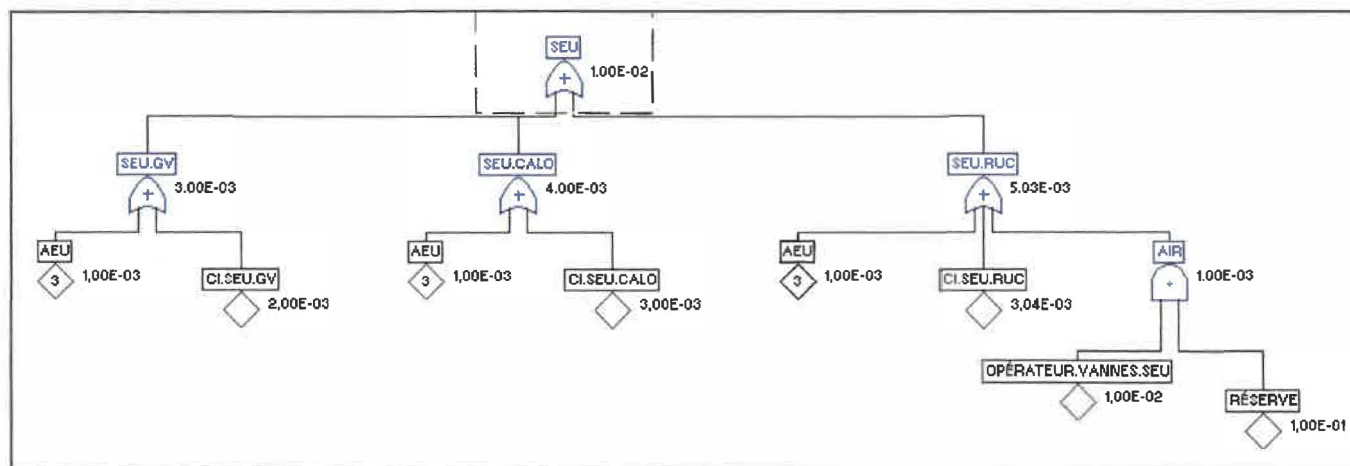 SEU
+
1.00E-02
SEU.GV
+
3.00E-03
SEU.CALO
+
4.00E-03
SEU.RUC
+
5.03E-03
AEU
3
1,00E-03
CI.SEU.GV
2,00E-03
AEU
3
1,00E-03
CI.SEU.CALO
3,00E-03
AEU
3
1,00E-03
CI.SEU.RUC
3,04E-03
AIR
1.00E-03
OPÉRATEUR.VANNES.SEU
1,00E-02
RÉSERVE
1,00E-01